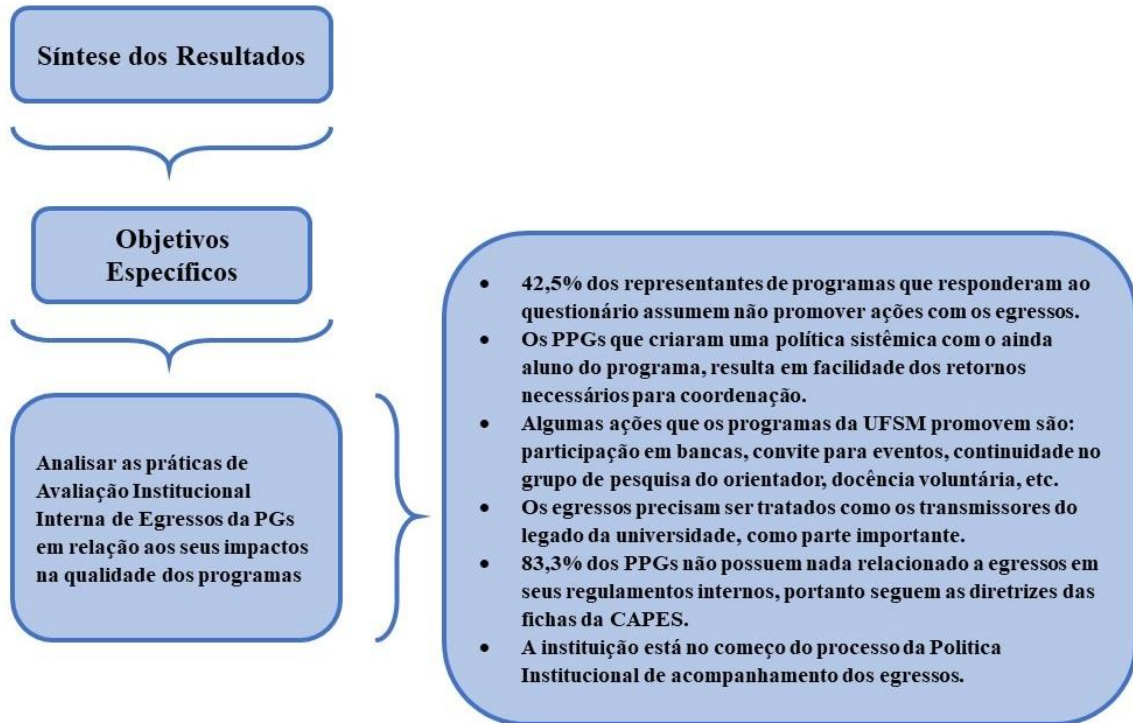 Síntese dos Resultados
Objetivos
Específicos
Analisar as práticas de
Avaliação Institucional
Interna de Egressos da PGs
em relação aos seus impactos
na qualidade dos programas
• 42,5% dos representantes de programas que responderam ao
questionário assumem não promover ações com os egressos.
• Os PPGs que criaram uma política sistêmica com o ainda
aluno do programa, resulta em facilidade dos retornos
necessários para coordenação.
• Algumas ações que os programas da UFSM promovem são:
participação em bancas, convite para eventos, continuidade no
grupo de pesquisa do orientador, docência voluntária, etc.
• Os egressos precisam ser tratados como os transmissores do
legado da universidade, como parte importante.
• 83,3% dos PPGs não possuem nada relacionado a egressos em
seus regulamentos internos, portanto seguem as diretrizes das
fichas da CAPES.
• A instituição está no começo do processo da Politica
Institucional de acompanhamento dos egressos.